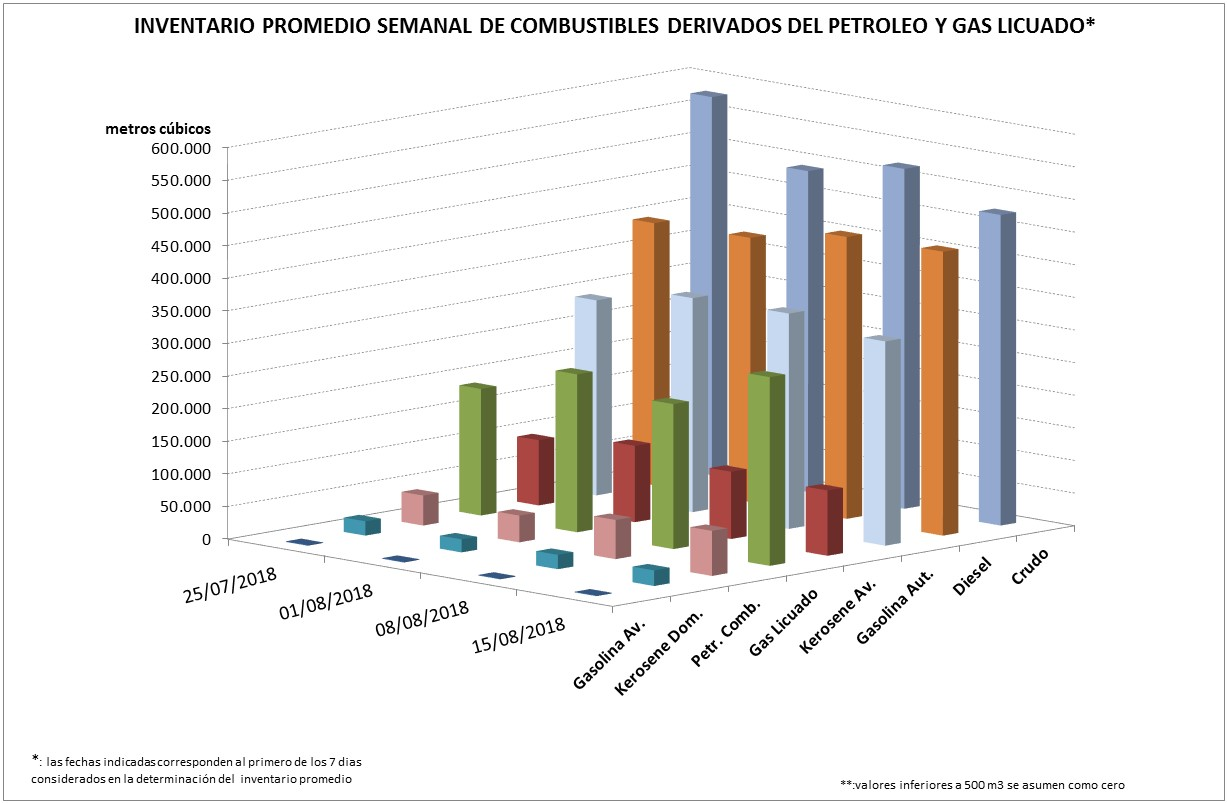 INVENTARIO PROMEDIO SEMANAL DE COMBUSTIBLES DERIVADOS DEL PETROLEO Y GAS LICUADO*
metros cúbicos
600.000
550.000
500.000
450.000
400.000
350.000
300.000
250.000
200.000
150.000
100.000
50.000
0
25/07/2018
01/08/2018
08/08/2018
15/08/2018
Gasolina Av.
Kerosene Dom.
Petr. Comb.
Gas Licuado
Kerosene Av.
Gasolina Aut.
Diesel
Crudo
*: las fechas indicadas corresponden al primero de los 7 dias
considerados en la determinación del inventario promedio
**:valores inferiores a 500 m3 se asumen como cero